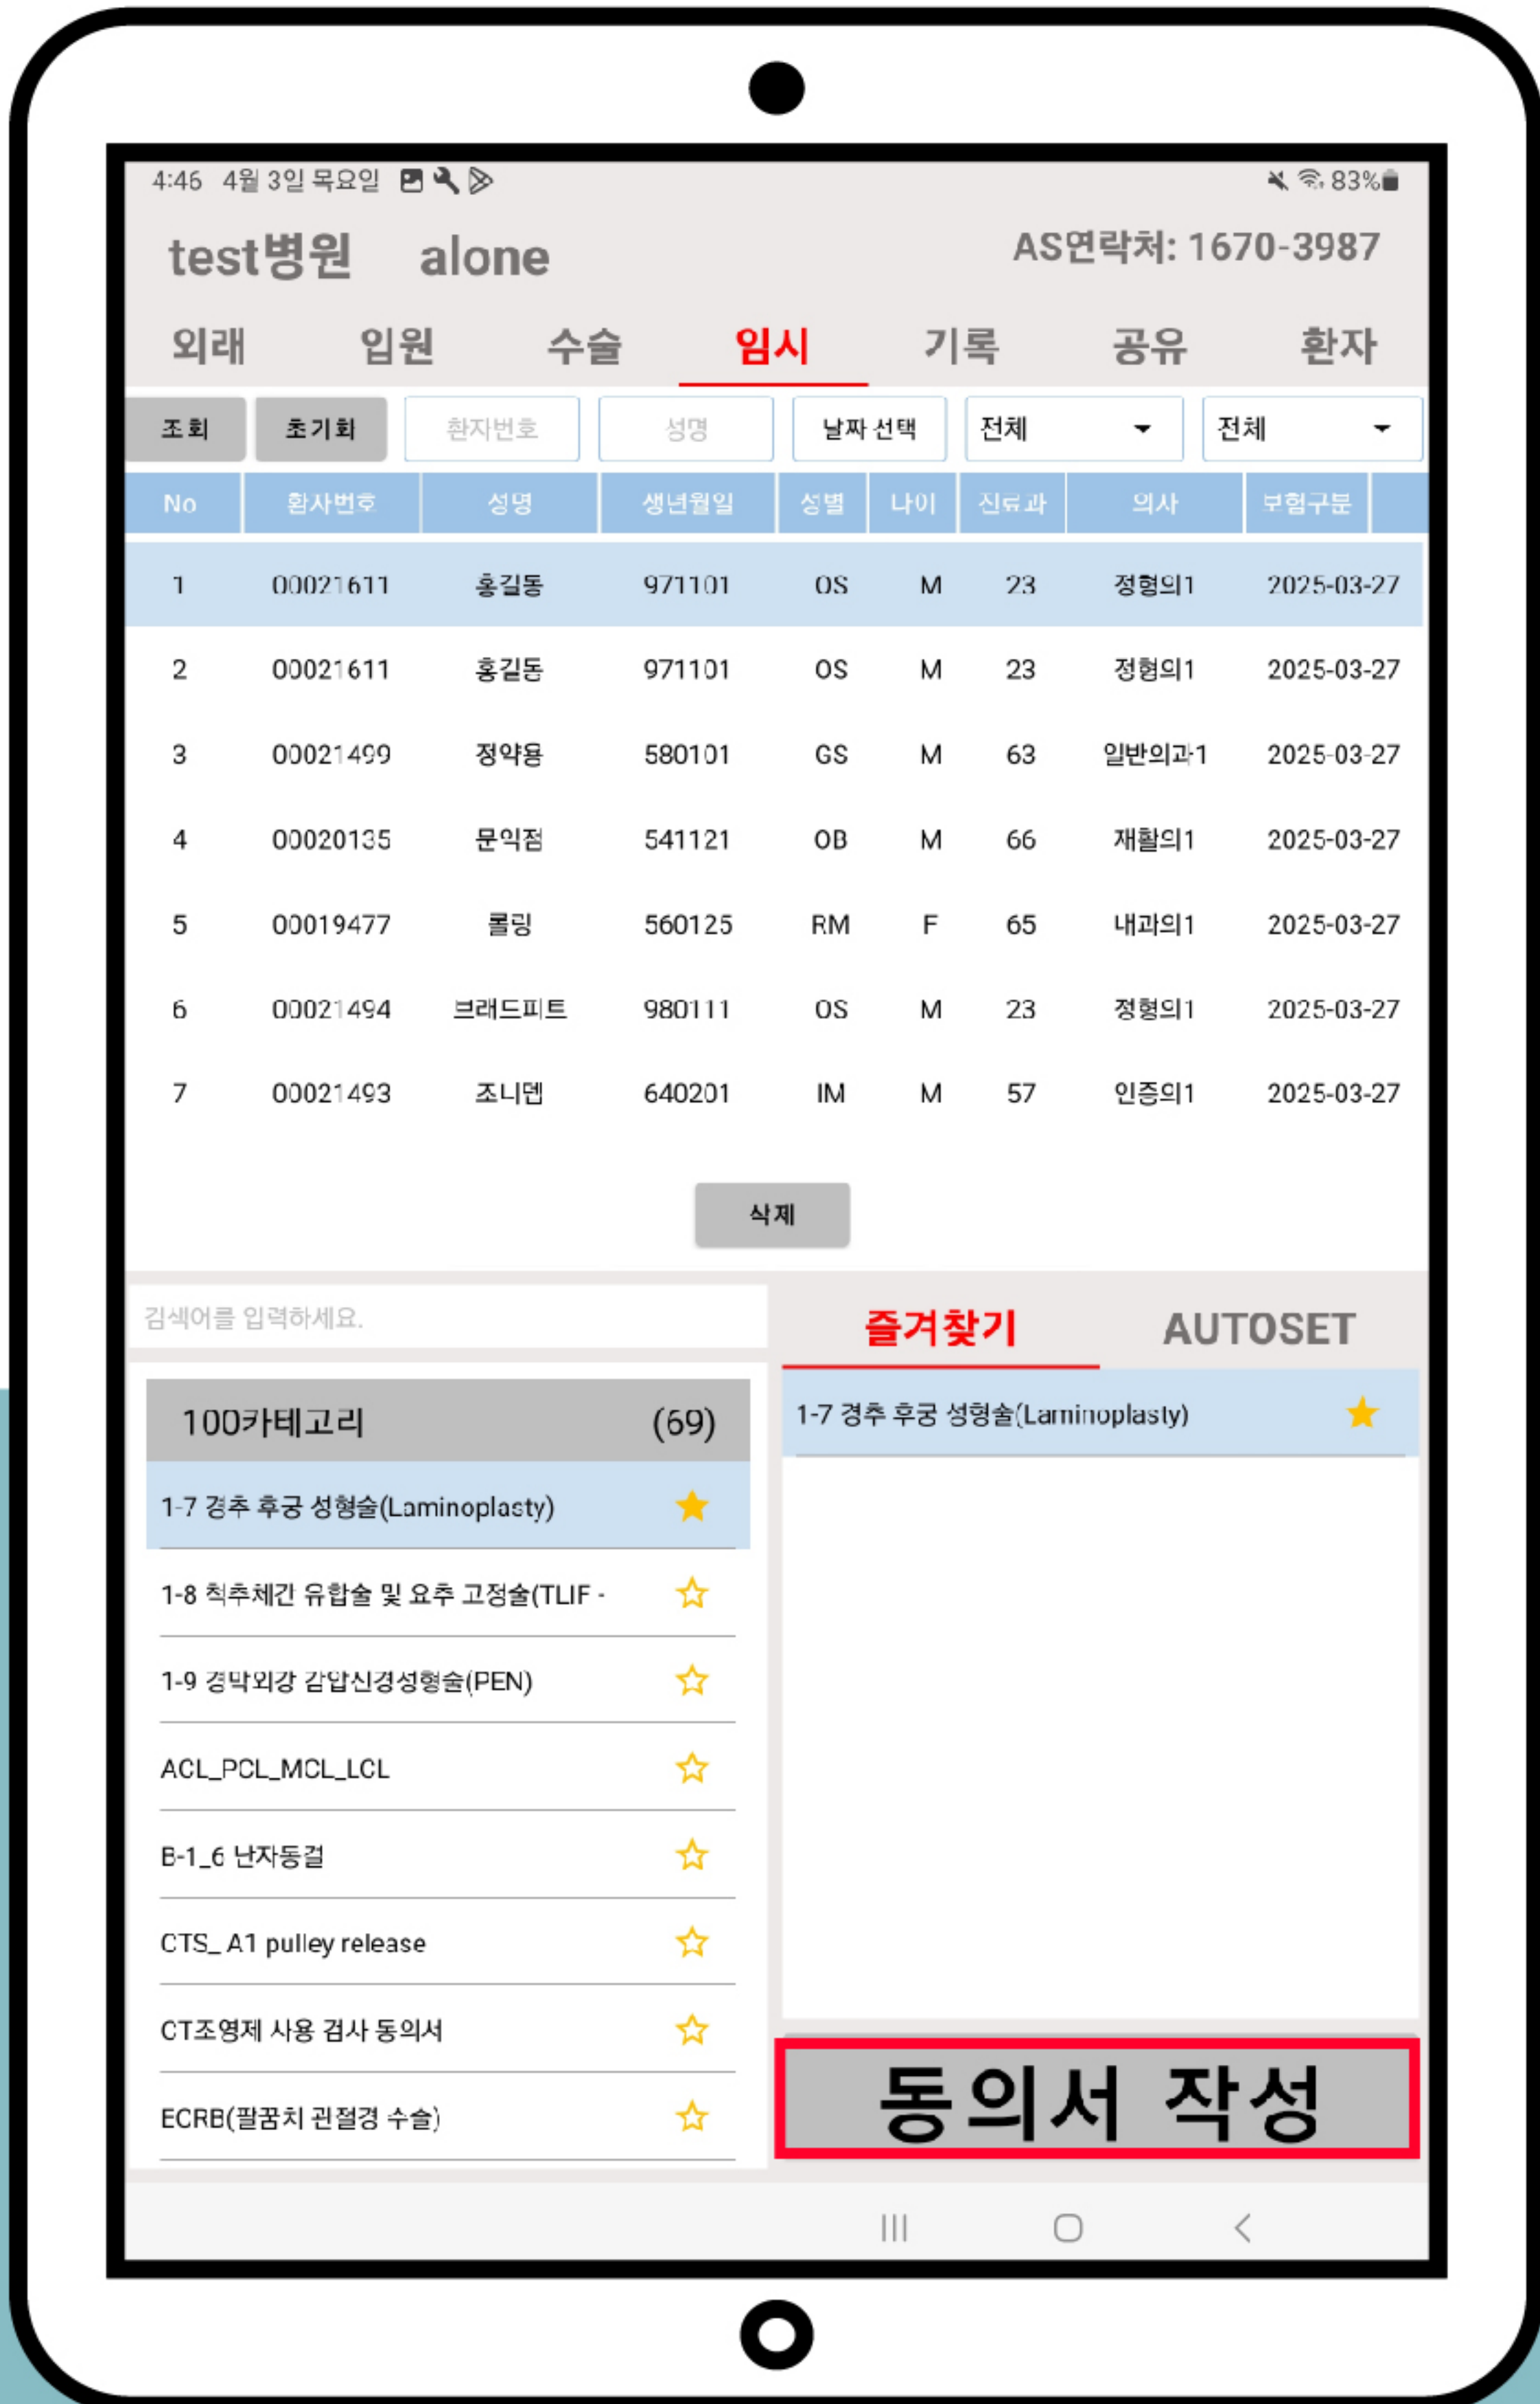 4:46 4월 3일 목요일 83%
test병원 alone AS연락처: 1670-3987
외래 입원 수술 임시 기록 공유 환자
조회 초기화 환자번호 성명 날짜 선택 전체 전체
No 환자번호 성명 생년월일 성별 나이 진료과 의사 보험구분
1 00021611 홍길동 971101 OS M 23 정형의1 2025-03-27
2 00021611 홍길동 971101 OS M 23 정형의1 2025-03-27
3 00021499 정약용 580101 GS M 63 일반의과1 2025-03-27
4 00020135 문익점 541121 OB M 66 재활의1 2025-03-27
5 00019477 롤링 560125 RM F 65 내과의1 2025-03-27
6 00021494 브래드피트 980111 OS M 23 정형의1 2025-03-27
7 00021493 조니뎁 640201 IM M 57 인증의1 2025-03-27
삭제
검색어를 입력하세요.
즐겨찾기 AUTOSET
100카테고리 (69)
1-7 경추 후궁 성형술(Laminoplasty)
1-8 척추체간 유합술 및 요추 고정술(TLIF -
1-9 경막외강 감압신경성형술(PEN)
ACL_PCL_MCL_LCL
B-1_6 난자동결
CTS_ A1 pulley release
CT조영제 사용 검사 동의서
ECRB(팔꿈치 관절경 수술)
1-7 경추 후궁 성형술(Laminoplasty)
동의서 작성